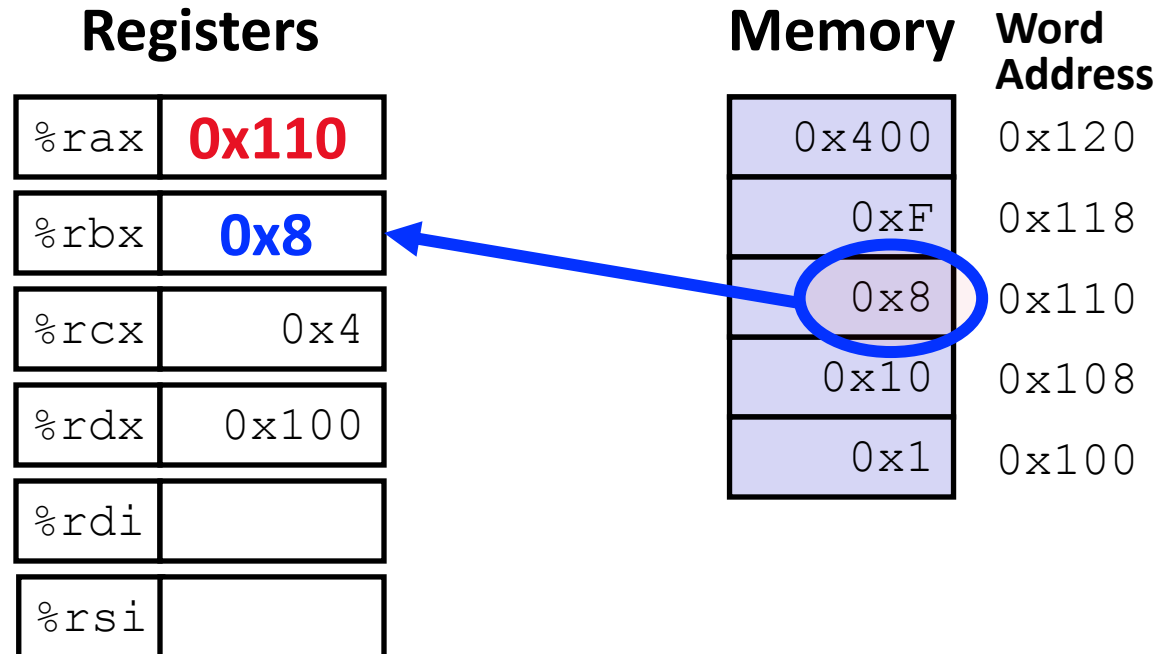 Registers
Memory
Word
Address
%rax 0x110
%rbx 0x8
%rcx 0x4
%rdx 0x100
%rdi
%rsi
0x400 0x120
0xF 0x118
0x8 0x110
0x10 0x108
0x1 0x100